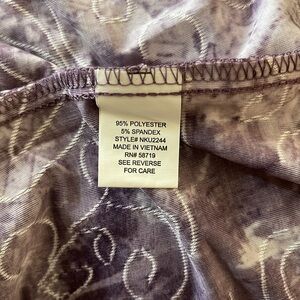 95% POLYESTER
5% SPANDEX
STYLE# NKU2244
MADE IN VIETNAM
RN# 58719
SEE REVERSE
FOR CARE